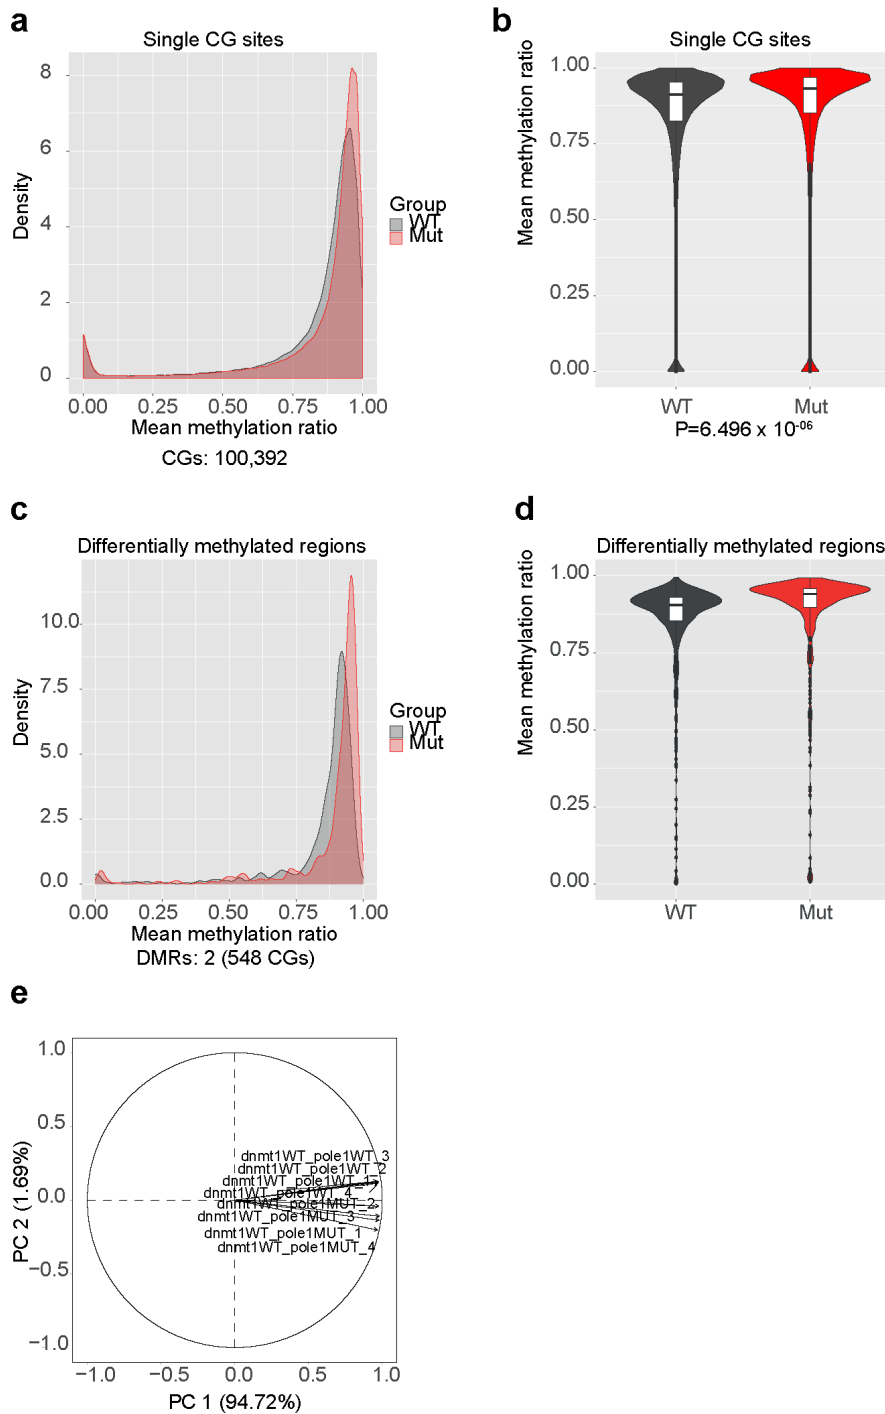 a
Single CG sites
8
6
4
2
0
Density
0.00 0.25 0.50 0.75 1.00
Mean methylation ratio
CGs: 100,392
Group
WT
Mut
b
Single CG sites
1.00
0.75
0.50
0.25
0.00
Mean methylation ratio
WT Mut
P=6.496 x 10⁻⁰⁶
c
Differentially methylated regions
10.0
7.5
5.0
2.5
0.0
Density
0.00 0.25 0.50 0.75 1.00
Mean methylation ratio
DMRs: 2 (548 CGs)
Group
WT
Mut
d
Differentially methylated regions
1.00
0.75
0.50
0.25
0.00
Mean methylation ratio
WT Mut
e
1.0
0.5
0.0
−0.5
−1.0
PC 2 (1.69%)
dnmt1WT_pole1WT_3
dnmt1WT_pole1WT_2
dnmt1WT_pole1WT_1
dnmt1WT_pole1WT_4
dnmt1WT_pole1MUT_2
dnmt1WT_pole1MUT_3
dnmt1WT_pole1MUT_1
dnmt1WT_pole1MUT_4
−1.0 −0.5 0.0 0.5 1.0
PC 1 (94.72%)